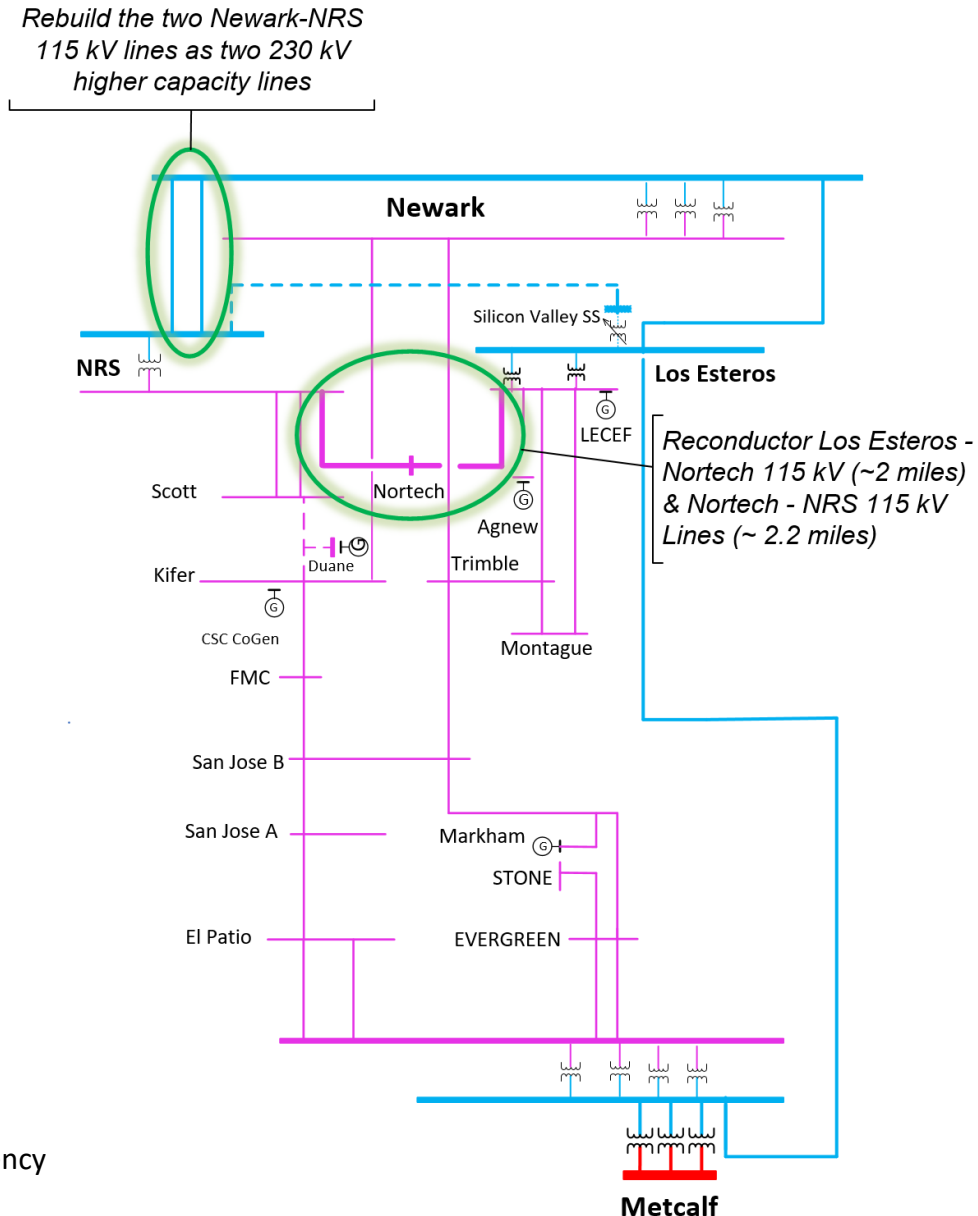 Rebuild the two Newark-NRS
115 kV lines as two 230 kV
higher capacity lines
Newark
Silicon Valley SS
NRS
Los Esteros
G
LECEF
Reconductor Los Esteros -
Nortech 115 kV (~2 miles)
& Nortech - NRS 115 kV
Lines (~ 2.2 miles)
Scott
Nortech
G
Agnew
G
Duane
Kifer
Trimble
G
CSC CoGen
Montague
FMC
San Jose B
San Jose A
Markham
G
STONE
El Patio
EVERGREEN
ncy
Metcalf